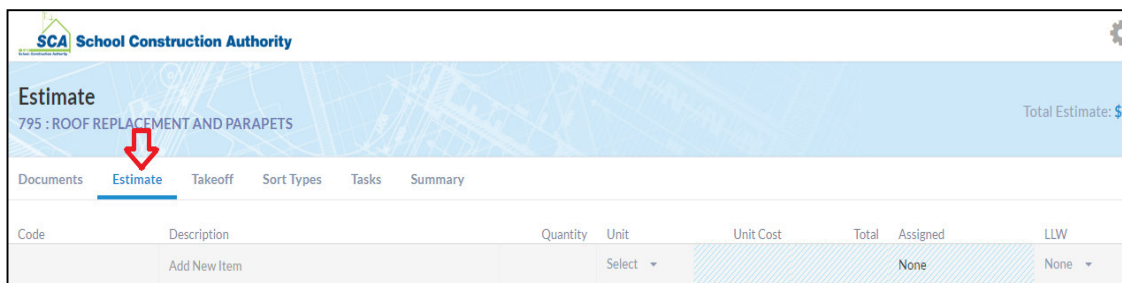 SCA School Construction Authority
Estimate
795 : ROOF REPLACEMENT AND PARAPETS
Total Estimate: $
Documents Estimate Takeoff Sort Types Tasks Summary
Code Description Quantity Unit Unit Cost Total Assigned LLW
Add New Item Select None None